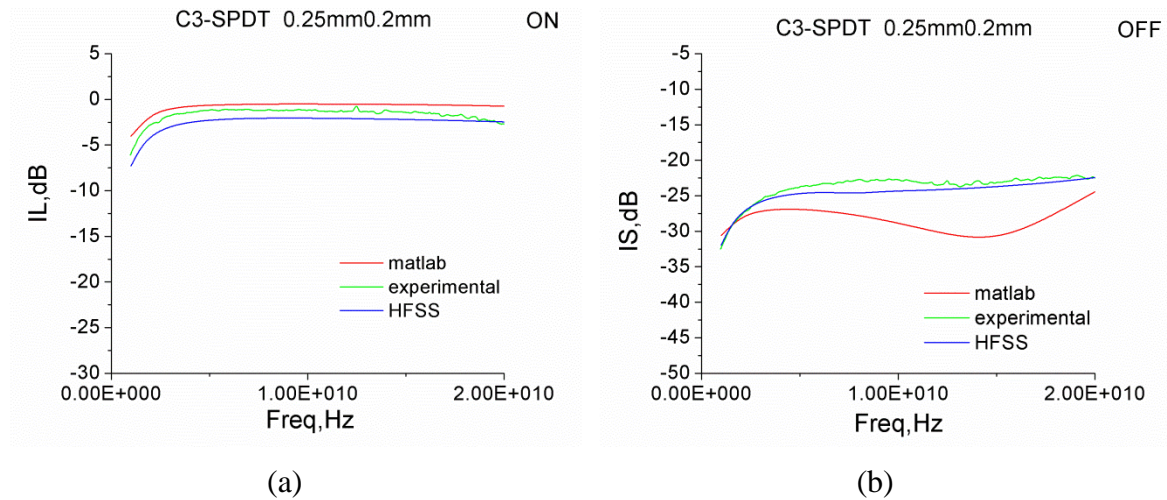 C3-SPDT 0.25mm0.2mm ON
5
0
-5
-10
-15
-20
-25
-30
IL,dB
matlab
experimental
HFSS
0.00E+000 1.00E+010 2.00E+010
Freq,Hz
(a)
C3-SPDT 0.25mm0.2mm OFF
-5
-10
-15
-20
-25
-30
-35
-40
-45
-50
IS,dB
matlab
experimental
HFSS
0.00E+000 1.00E+010 2.00E+010
Freq,Hz
(b)